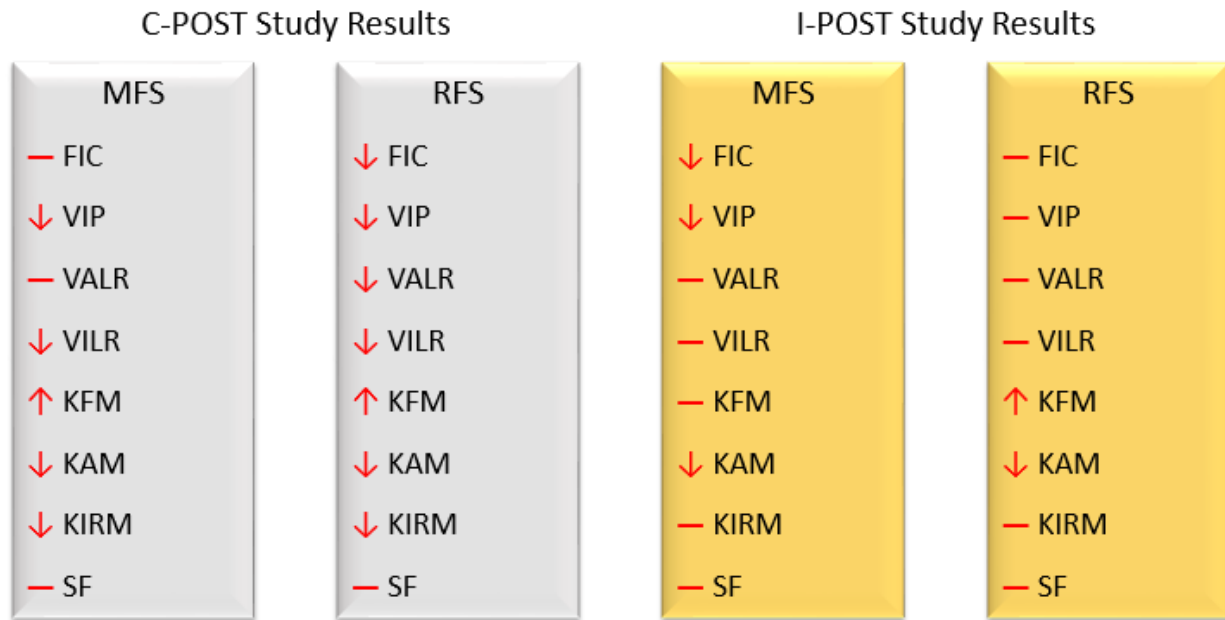 C-POST Study Results
MFS
— FIC
↓ VIP
— VALR
↓ VILR
↑ KFM
↓ KAM
↓ KIRM
— SF
RFS
↓ FIC
↓ VIP
↓ VALR
↓ VILR
↑ KFM
↓ KAM
↓ KIRM
— SF
I-POST Study Results
MFS
↓ FIC
↓ VIP
— VALR
— VILR
— KFM
↓ KAM
— KIRM
— SF
RFS
— FIC
— VIP
— VALR
— VILR
↑ KFM
↓ KAM
— KIRM
— SF